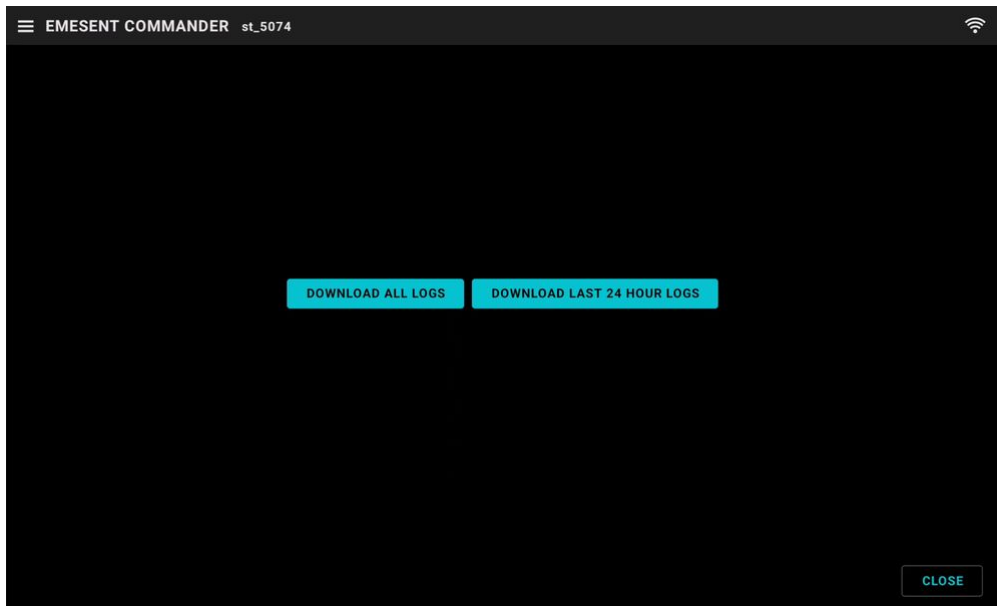 EMESENT COMMANDER st_5074
DOWNLOAD ALL LOGS DOWNLOAD LAST 24 HOUR LOGS
CLOSE